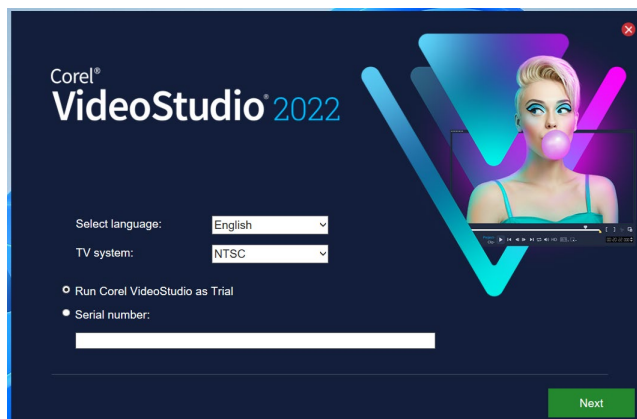 Corel®
VideoStudio® 2022
Select language:
English
TV system:
NTSC
Run Corel VideoStudio as Trial
Serial number:
Next